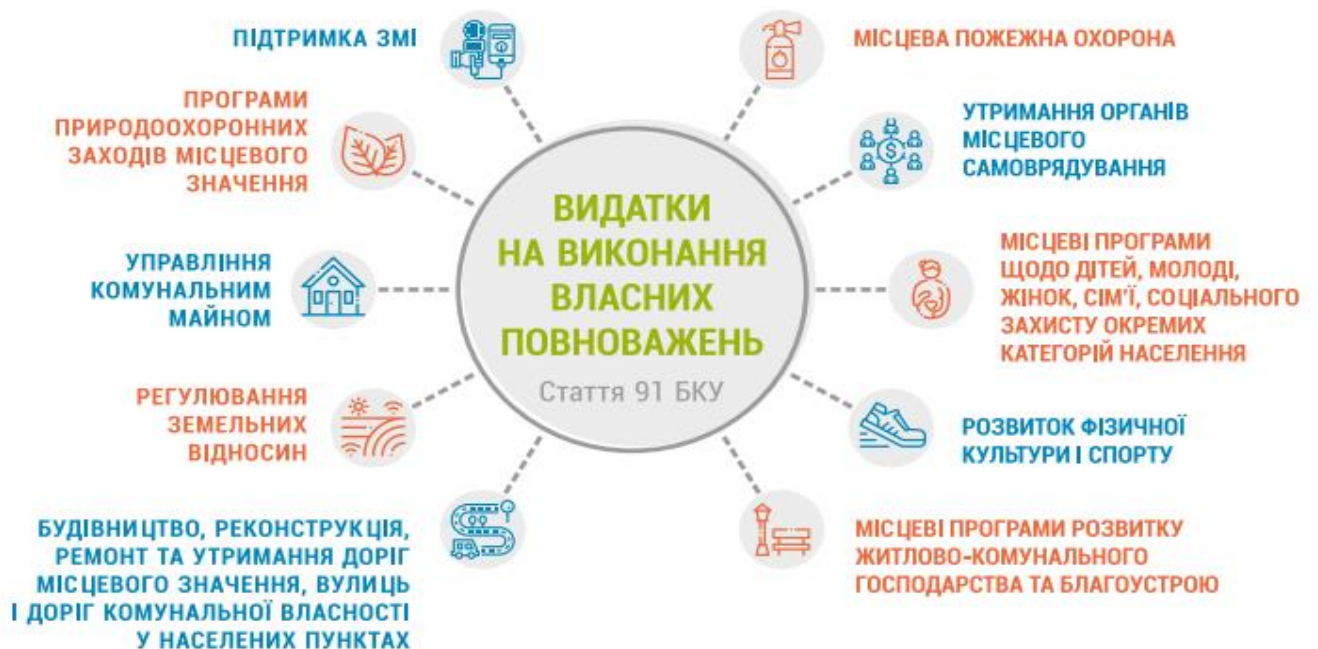 ПІДТРИМКА ЗМІ
ПРОГРАМИ
ПРИРОДООХОРОННИХ
ЗАХОДІВ МІСЦЕВОГО
ЗНАЧЕННЯ
УПРАВЛІННЯ
КОМУНАЛЬНИМ
МАЙНОМ
РЕГУЛЮВАННЯ
ЗЕМЕЛЬНИХ
ВІДНОСИН
БУДІВНИЦТВО, РЕКОНСТРУКЦІЯ,
РЕМОНТ ТА УТРИМАННЯ ДОРІГ
МІСЦЕВОГО ЗНАЧЕННЯ, ВУЛИЦЬ
І ДОРІГ КОМУНАЛЬНОЇ ВЛАСНОСТІ
У НАСЕЛЕНИХ ПУНКТАХ
ВИДАТКИ
НА ВИКОНАННЯ
ВЛАСНИХ
ПОВНОВАЖЕНЬ
Стаття 91 БКУ
МІСЦЕВА ПОЖЕЖНА ОХОРОНА
УТРИМАННЯ ОРГАНІВ
МІСЦЕВОГО
САМОВРЯДУВАННЯ
МІСЦЕВІ ПРОГРАМИ
ЩОДО ДІТЕЙ, МОЛОДІ,
ЖІНОК, СІМ'Ї, СОЦІАЛЬНОГО
ЗАХИСТУ ОКРЕМИХ
КАТЕГОРІЙ НАСЕЛЕННЯ
РОЗВИТОК ФІЗИЧНОЇ
КУЛЬТУРИ І СПОРТУ
МІСЦЕВІ ПРОГРАМИ РОЗВИТКУ
ЖИТЛОВО-КОМУНАЛЬНОГО
ГОСПОДАРСТВА ТА БЛАГОУСТРОЮ